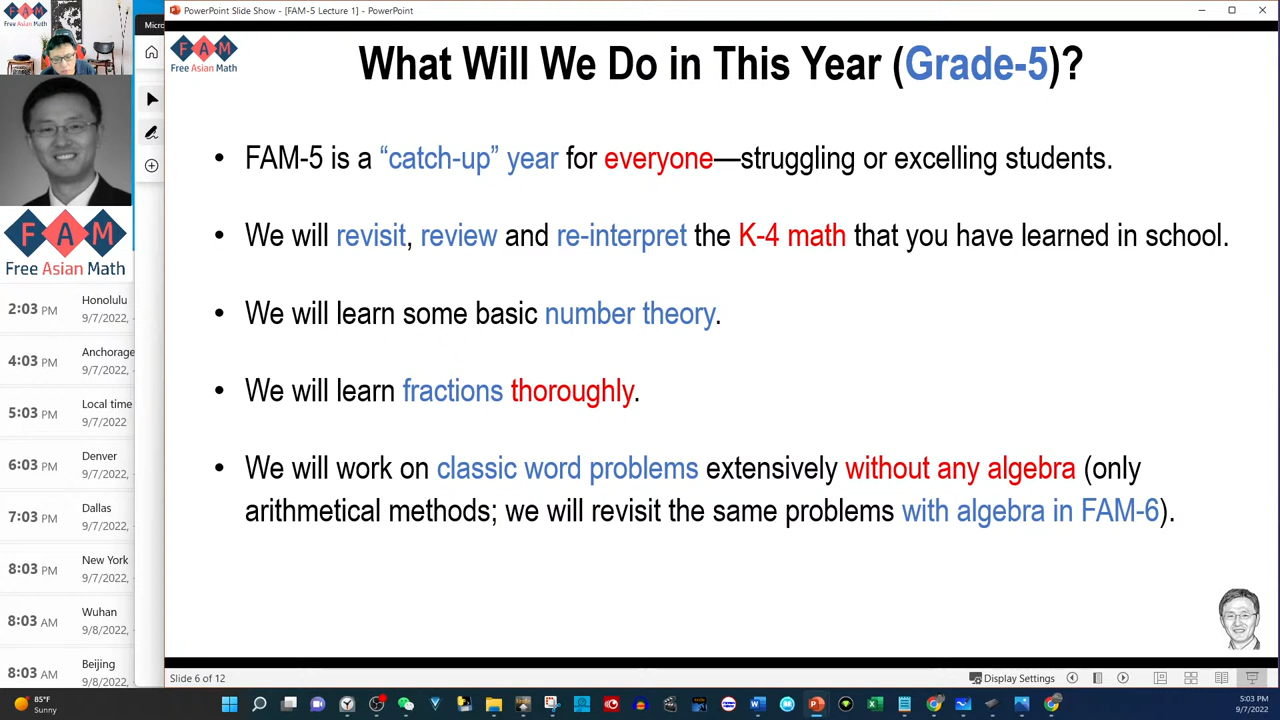 PowerPoint Slide Show - [FAM-5 Lecture 1] - PowerPoint
FAM
Free Asian Math
Micro
FAM
Free Asian Math
What Will We Do in This Year (Grade-5)?
• FAM-5 is a “catch-up” year for everyone—struggling or excelling students.
• We will revisit, review and re-interpret the K-4 math that you have learned in school.
• We will learn some basic number theory.
• We will learn fractions thoroughly.
• We will work on classic word problems extensively without any algebra (only
arithmetical methods; we will revisit the same problems with algebra in FAM-6).
FAM
Free Asian Math
2:03 PM Honolulu
9/7/2022,
4:03 PM Anchorage
9/7/2022,
5:03 PM Local time
9/7/2022
6:03 PM Denver
9/7/2022,
7:03 PM Dallas
9/7/2022,
8:03 PM New York
9/7/2022,
8:03 AM Wuhan
9/8/2022,
8:03 AM Beijing
9/8/2022,
Slide 6 of 12
Display Settings
85°F
Sunny
5:03 PM
9/7/2022